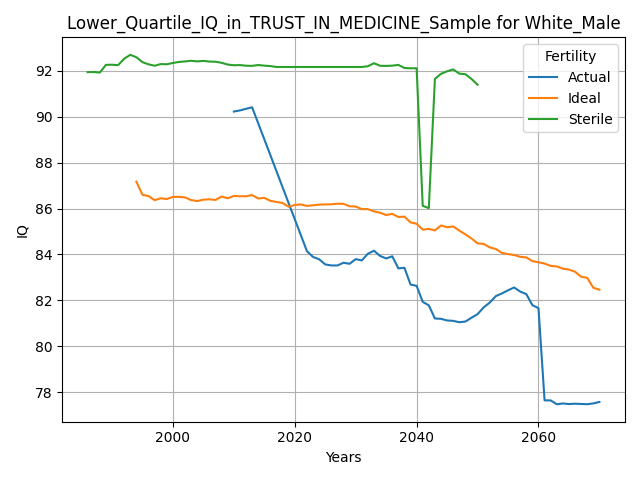 Lower_Quartile_IQ_in_TRUST_IN_MEDICINE_Sample for White_Male
Fertility
Actual
Ideal
Sterile
IQ
92
90
88
86
84
82
80
78
2000 2020 2040 2060
Years